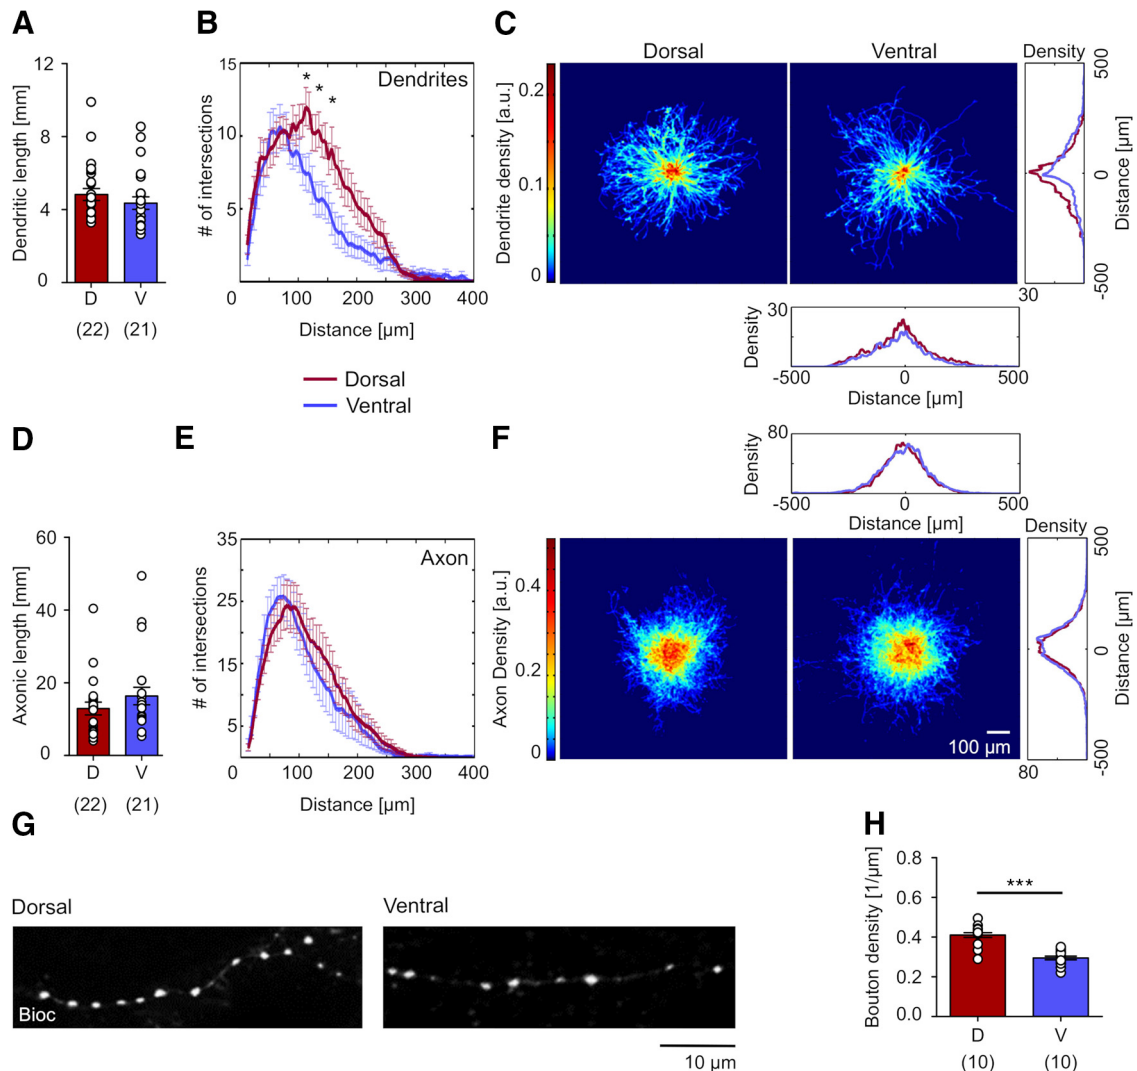 A
Dendritic length [mm]
12
8
4
0
D
V
(22)
(21)
B
# of intersections
15
10
5
Dendrites
*
*
*
0
100
200
300
400
Distance [µm]
Dorsal
Ventral
C
Dorsal
Ventral
Dendrite density [a.u.]
0.2
0.1
0
Density
500
0
-500
Distance [µm]
30
Density
30
-500
0
500
Distance [µm]
D
Axonic length [mm]
60
40
20
0
D
V
(22)
(21)
E
# of intersections
35
25
15
5
Axon
0
100
200
300
400
Distance [µm]
F
Density
80
-500
0
500
Distance [µm]
Axon Density [a.u.]
0.4
0.2
0
100 µm
Density
500
0
-500
Distance [µm]
80
G
Dorsal
Ventral
Bioc
10 µm
H
Bouton density [1/µm]
0.8
0.6
0.4
0.2
0.0
***
D
V
(10)
(10)